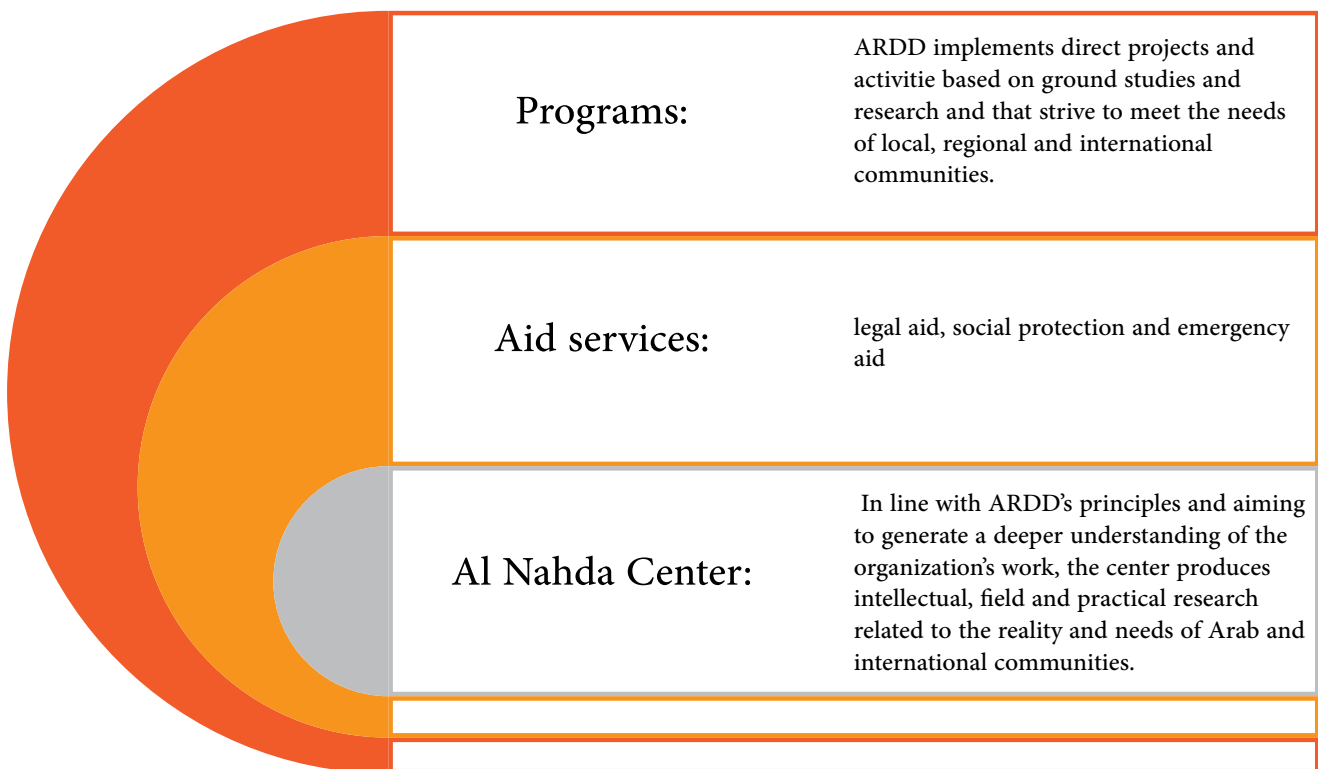 Programs:
ARDD implements direct projects and
activitie based on ground studies and
research and that strive to meet the needs
of local, regional and international
communities.
Aid services:
legal aid, social protection and emergency
aid
Al Nahda Center:
In line with ARDD’s principles and aiming
to generate a deeper understanding of the
organization’s work, the center produces
intellectual, field and practical research
related to the reality and needs of Arab and
international communities.